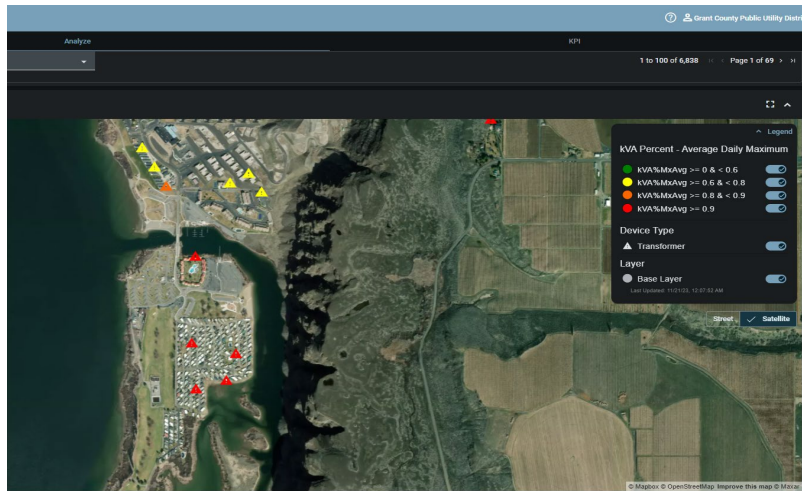 Grant County Public Utility Distri
Analyze
KPI
1 to 100 of 6,838
Page 1 of 69
Legend
kVA Percent - Average Daily Maximum
kVA%MxAvg >= 0 & < 0.6
kVA%MxAvg >= 0.6 & < 0.8
kVA%MxAvg >= 0.8 & < 0.9
kVA%MxAvg >= 0.9
Device Type
Transformer
Layer
Base Layer
Last Updated: 11/21/23, 12:57:52 AM
Street
Satellite
© Mapbox © OpenStreetMap Improve this map © Maxar